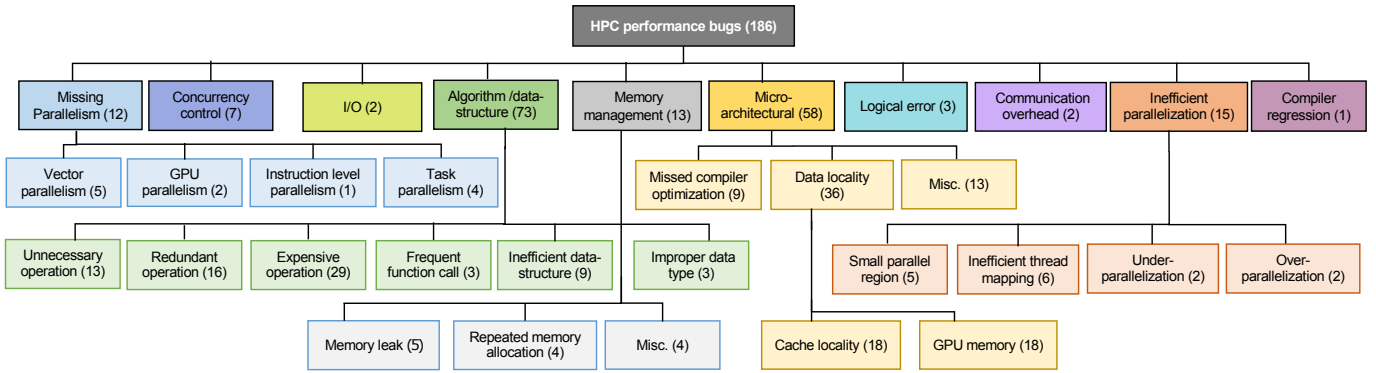 HPC performance bugs (186)
Missing
Parallelism (12)
Concurrency
control (7)
I/O (2)
Algorithm /data-
structure (73)
Memory
management (13)
Micro-
architectural (58)
Logical error (3)
Communication
overhead (2)
Inefficient
parallelization (15)
Compiler
regression (1)
Vector
parallelism (5)
GPU
parallelism (2)
Instruction level
parallelism (1)
Task
parallelism (4)
Missed compiler
optimization (9)
Data locality
(36)
Misc. (13)
Unnecessary
operation (13)
Redundant
operation (16)
Expensive
operation (29)
Frequent
function call (3)
Inefficient data-
structure (9)
Improper data
type (3)
Small parallel
region (5)
Inefficient thread
mapping (6)
Under-
parallelization (2)
Over-
parallelization (2)
Memory leak (5)
Repeated memory
allocation (4)
Misc. (4)
Cache locality (18)
GPU memory (18)